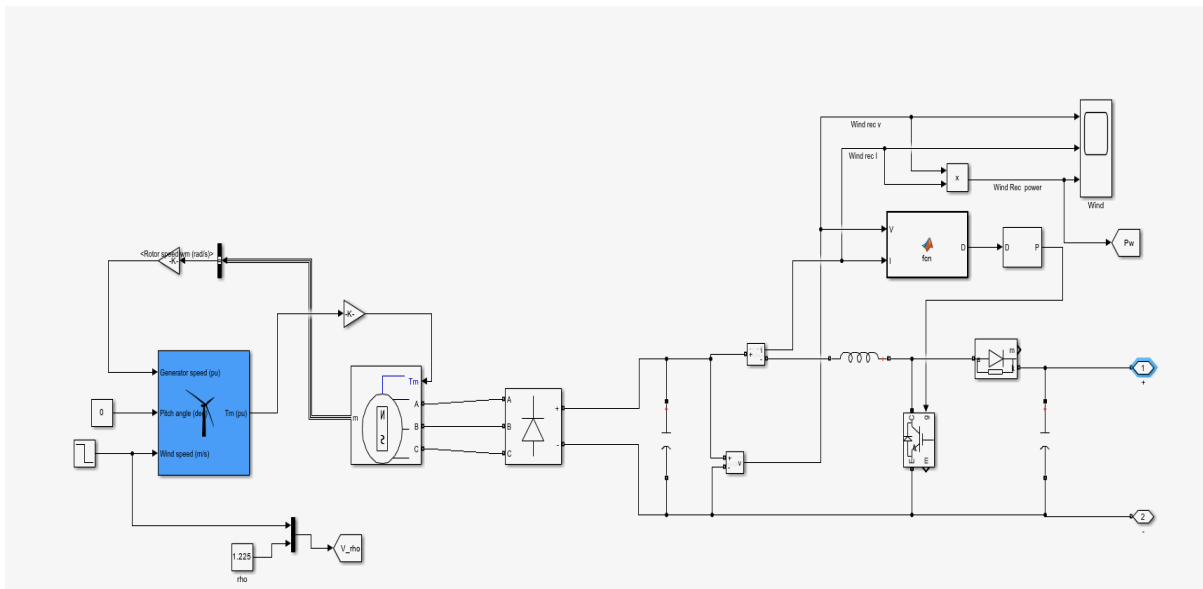 Wind rec v
Wind rec I
x
Wind Rec power
Wind
V
I
fcn
D
D
P
Pw
<Rotor speed wm (rad/s)>
-K-
-K-
Generator speed (pu)
Pitch angle (deg)
Tm (pu)
Wind speed (m/s)
0
Tm
m
N
S
A
B
C
A
B
C
+
-
+
-
i
+
-
v
m
a
k
g
C
E
m
1
+
2
-
1.225
rho
V_rho